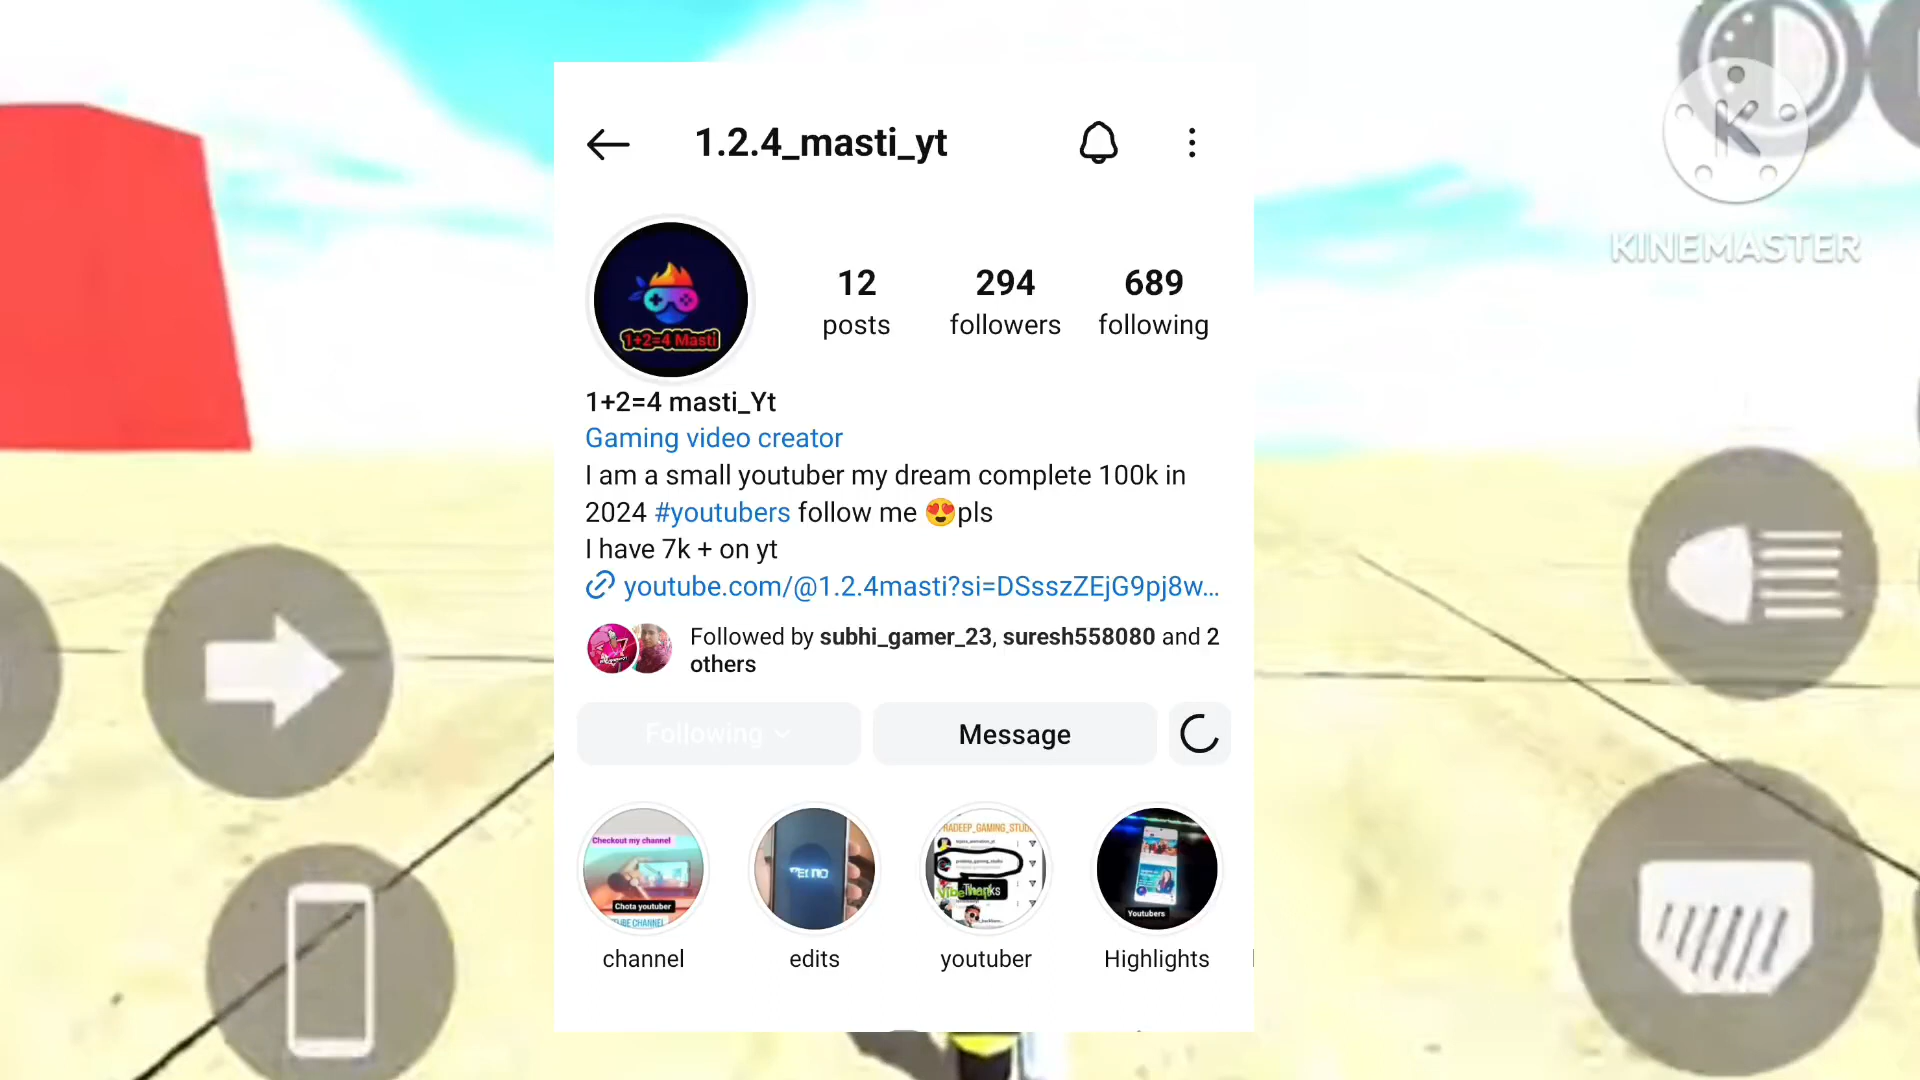 1.2.4_masti_yt
K
KINEMASTER
1+2=4 Masti
12
posts
294
followers
689
following
1+2=4 masti_Yt
Gaming video creator
I am a small youtuber my dream complete 100k in
2024 #youtubers follow me 😍pls
I have 7k + on yt
youtube.com/@1.2.4masti?si=DSsszZEjG9pj8w...
Followed by subhi_gamer_23, suresh558080 and 2
others
Following
Message
Checkout my channel
Chota youtuber
RADEEP_GAMING_STUD
Thanks
Youtubers
channel
edits
youtuber
Highlights